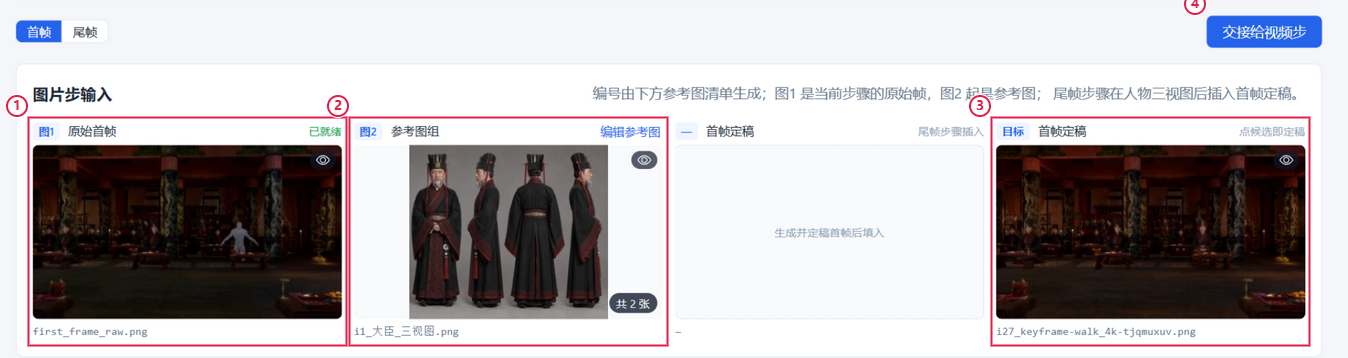 ④
首帧 尾帧 交接给视频步
图片步输入 编号由下方参考图清单生成；图1 是当前步骤的原始帧，图2 起是参考图； 尾帧步骤在人物三视图后插入首帧定稿。
① ② ③
图1 原始首帧 已就绪 图2 参考图组 编辑参考图 — 首帧定稿 尾帧步骤插入 目标 首帧定稿 点候选即定稿
生成并定稿首帧后填入
共 2 张
first_frame_raw.png i1_大臣_三视图.png — i27_keyframe-walk_4k-tjqmuxuv.png